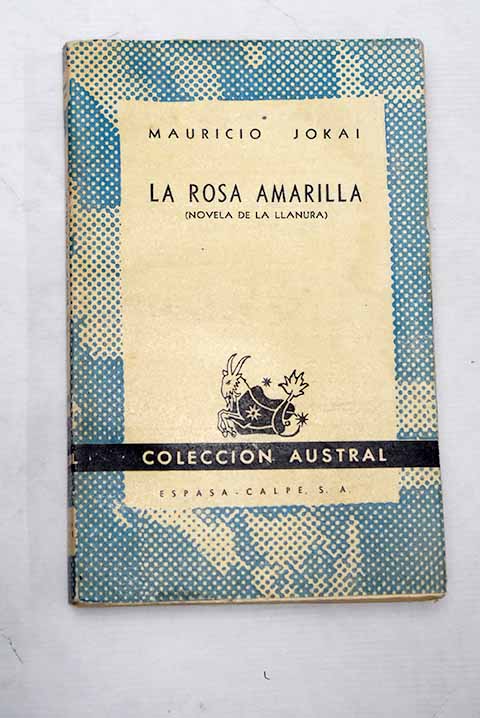 MAURICIO JOKAI
LA ROSA AMARILLA
(NOVELA DE LA LLANURA)
COLECCION AUSTRAL
ESPASA-CALPE, S. A.